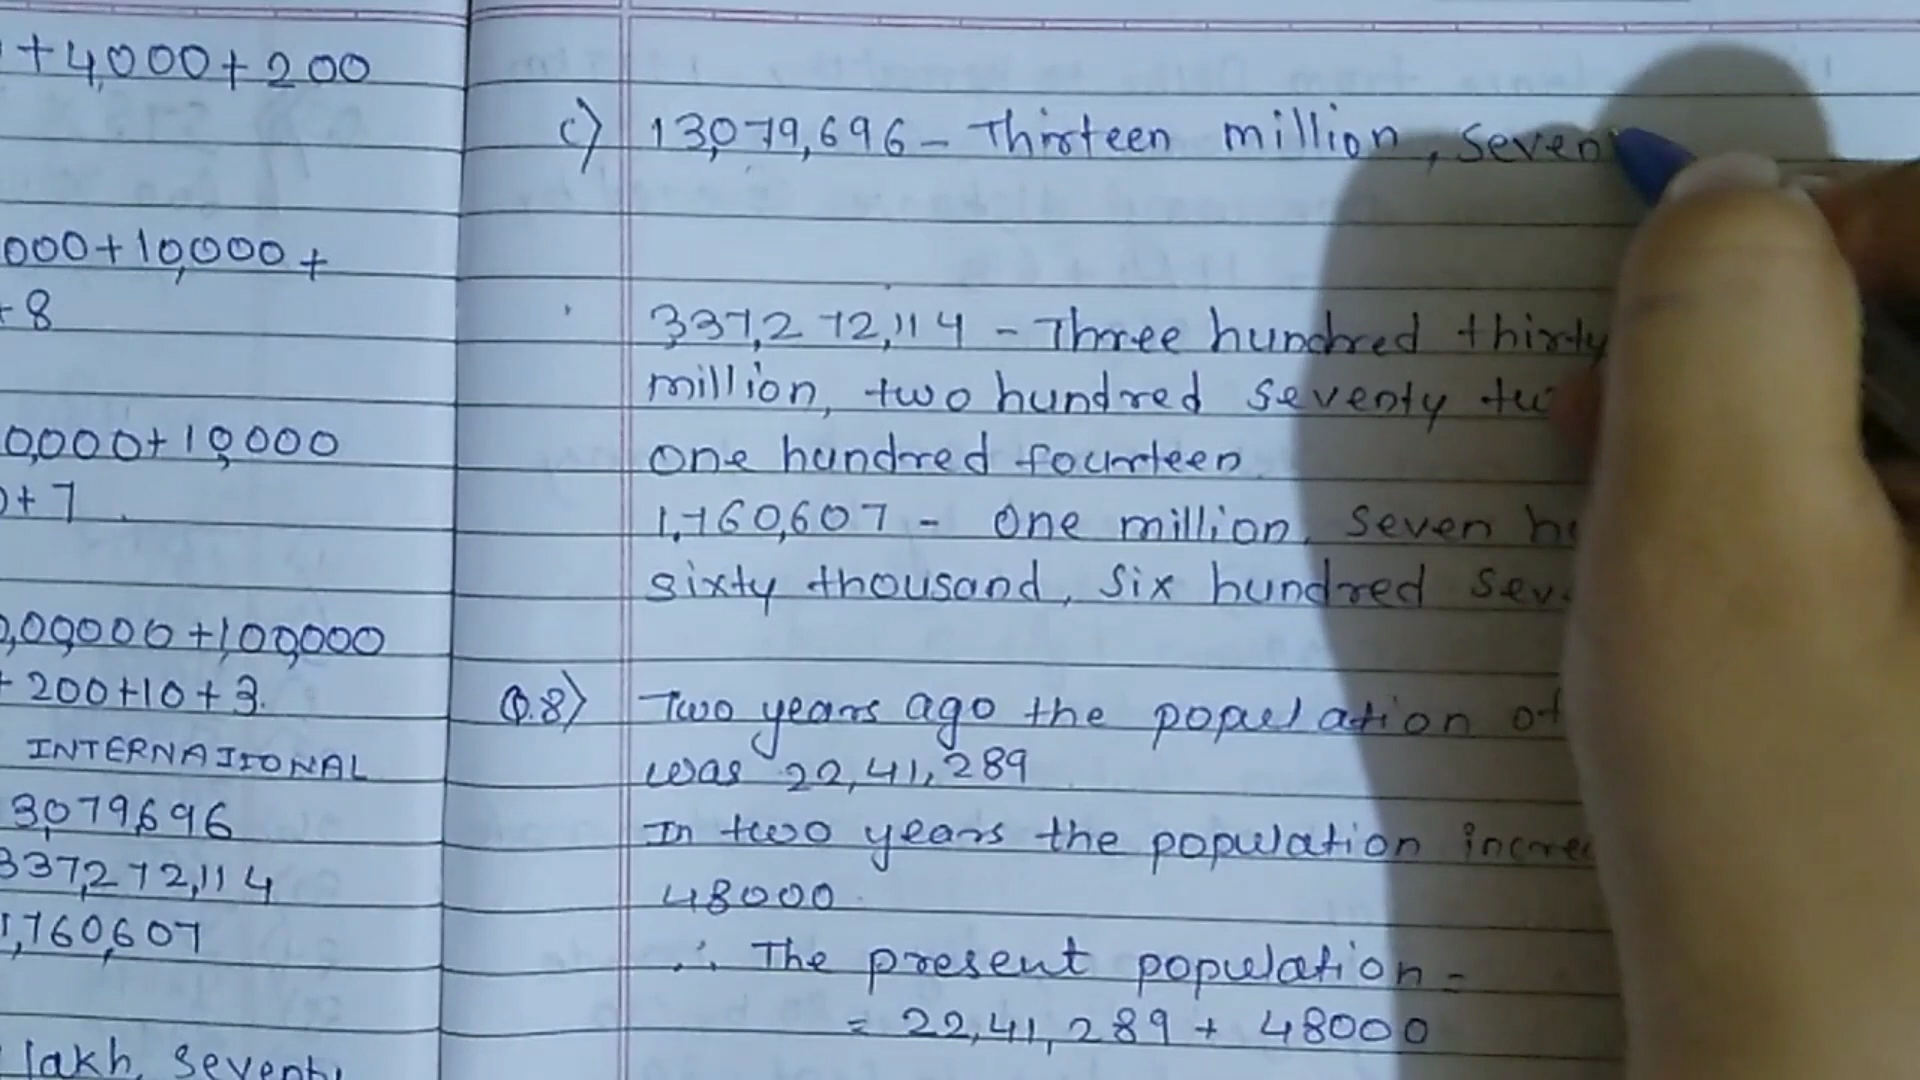 +4,000+200
000+10,000+
+8
0,000+10,000
+7
0,00,000+1,00,000
+200+10+3.
INTERNATIONAL
3,079,696
337,272,114
1,760,607
lakh, seventy
c) 13,079,696 - Thirteen million, seven
337,272,114 - Three hundred thirty
million, two hundred seventy
one hundred fourteen
1,760,607 - One million, seven
sixty thousand, six hundred
Q.8) Two years ago the population of
was 22,41,289
In two years the population
48000.
∴ The present population =
= 22,41,289 + 48000